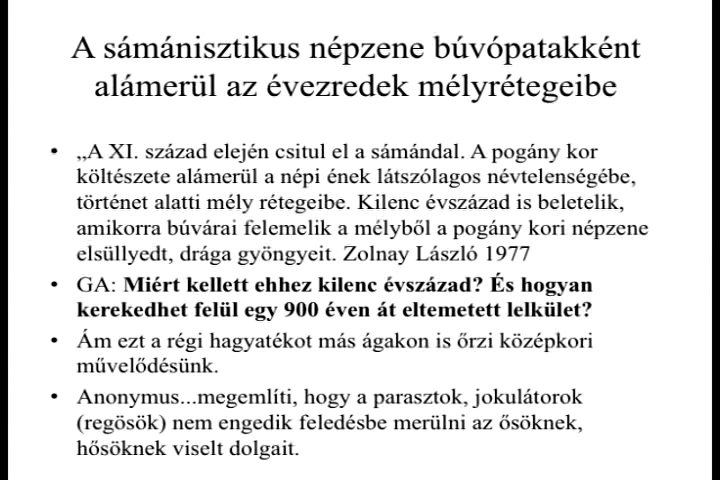 A sámánisztikus népzene búvópatakként
alámerül az évezredek mélyrétegeibe
• „A XI. század elején csitul el a sámándal. A pogány kor
költészete alámerül a népi ének látszólagos névtelenségébe,
történet alatti mély rétegeibe. Kilenc évszázad is beletelik,
amikorra búvárai felemelik a mélyből a pogány kori népzene
elsüllyedt, drága gyöngyeit. Zolnay László 1977
• GA: Miért kellett ehhez kilenc évszázad? És hogyan
kerekedhet felül egy 900 éven át eltemetett lelkület?
• Ám ezt a régi hagyatékot más ágakon is őrzi középkori
művelődésünk.
• Anonymus...megemlíti, hogy a parasztok, jokulátorok
(regösök) nem engedik feledésbe merülni az ősöknek,
hősöknek viselt dolgait.